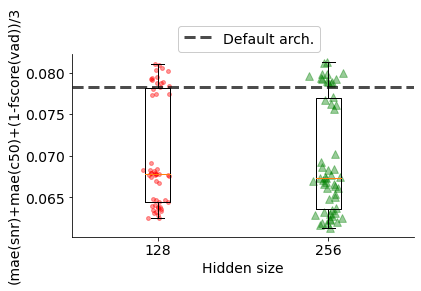 Default arch.
(mae(snr)+mae(c50)+(1-fscore(vad))/3
0.080
0.075
0.070
0.065
128 256
Hidden size